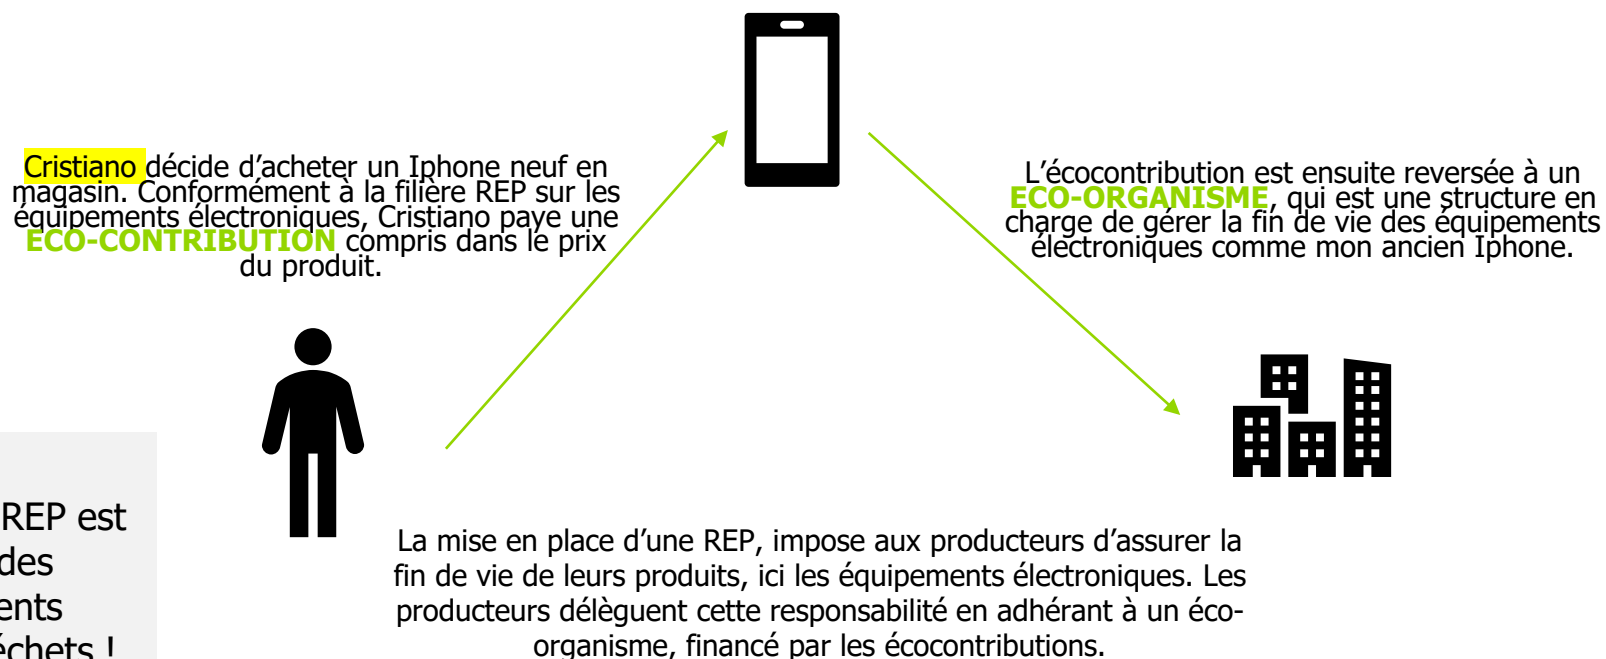 Cristiano décide d’acheter un Iphone neuf en
magasin. Conformément à la filière REP sur les
équipements électroniques, Cristiano paye une
ECO-CONTRIBUTION compris dans le prix
du produit.
L’écocontribution est ensuite reversée à un
ECO-ORGANISME, qui est une structure en
charge de gérer la fin de vie des équipements
électroniques comme mon ancien Iphone.
REP est
des
ents
échets !
La mise en place d’une REP, impose aux producteurs d’assurer la
fin de vie de leurs produits, ici les équipements électroniques. Les
producteurs délèguent cette responsabilité en adhérant à un éco-
organisme, financé par les écocontributions.